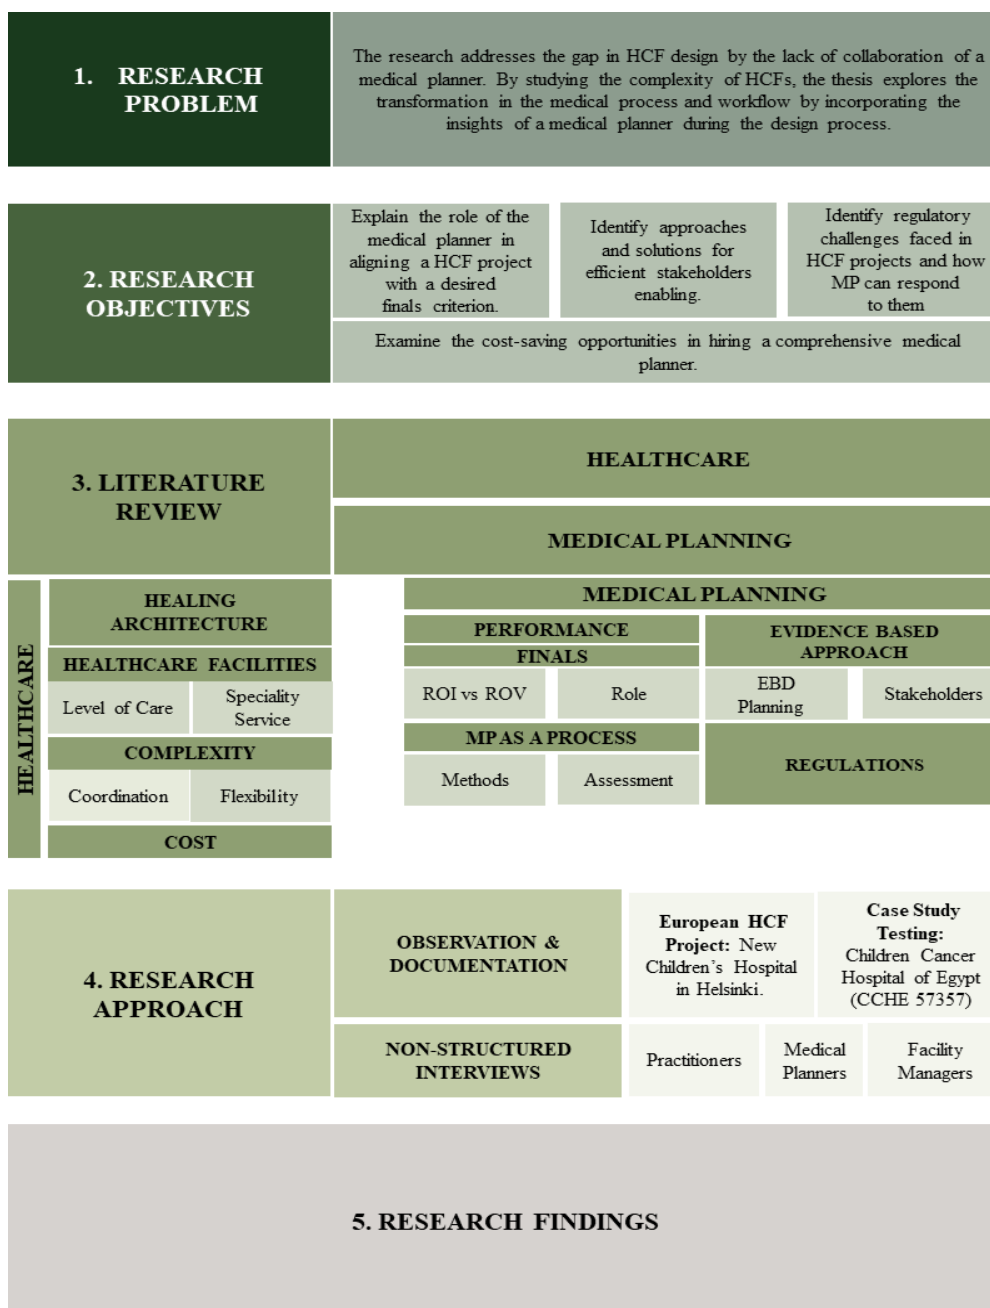 1. RESEARCH
PROBLEM
The research addresses the gap in HCF design by the lack of collaboration of a
medical planner. By studying the complexity of HCFs, the thesis explores the
transformation in the medical process and workflow by incorporating the
insights of a medical planner during the design process.
2. RESEARCH
OBJECTIVES
Explain the role of the
medical planner in
aligning a HCF project
with a desired
finals criterion.
Identify approaches
and solutions for
efficient stakeholders
enabling.
Identify regulatory
challenges faced in
HCF projects and how
MP can respond
to them
Examine the cost-saving opportunities in hiring a comprehensive medical
planner.
3. LITERATURE
REVIEW
HEALTHCARE
MEDICAL PLANNING
HEALTHCARE
HEALING
ARCHITECTURE
HEALTHCARE FACILITIES
Level of Care
Speciality
Service
COMPLEXITY
Coordination
Flexibility
COST
MEDICAL PLANNING
PERFORMANCE
FINALS
ROI vs ROV
Role
MP AS A PROCESS
Methods
Assessment
EVIDENCE BASED
APPROACH
EBD
Planning
Stakeholders
REGULATIONS
4. RESEARCH
APPROACH
OBSERVATION &
DOCUMENTATION
European HCF
Project: New
Children's Hospital
in Helsinki.
Case Study
Testing:
Children Cancer
Hospital of Egypt
(CCHE 57357)
NON-STRUCTURED
INTERVIEWS
Practitioners
Medical
Planners
Facility
Managers
5. RESEARCH FINDINGS